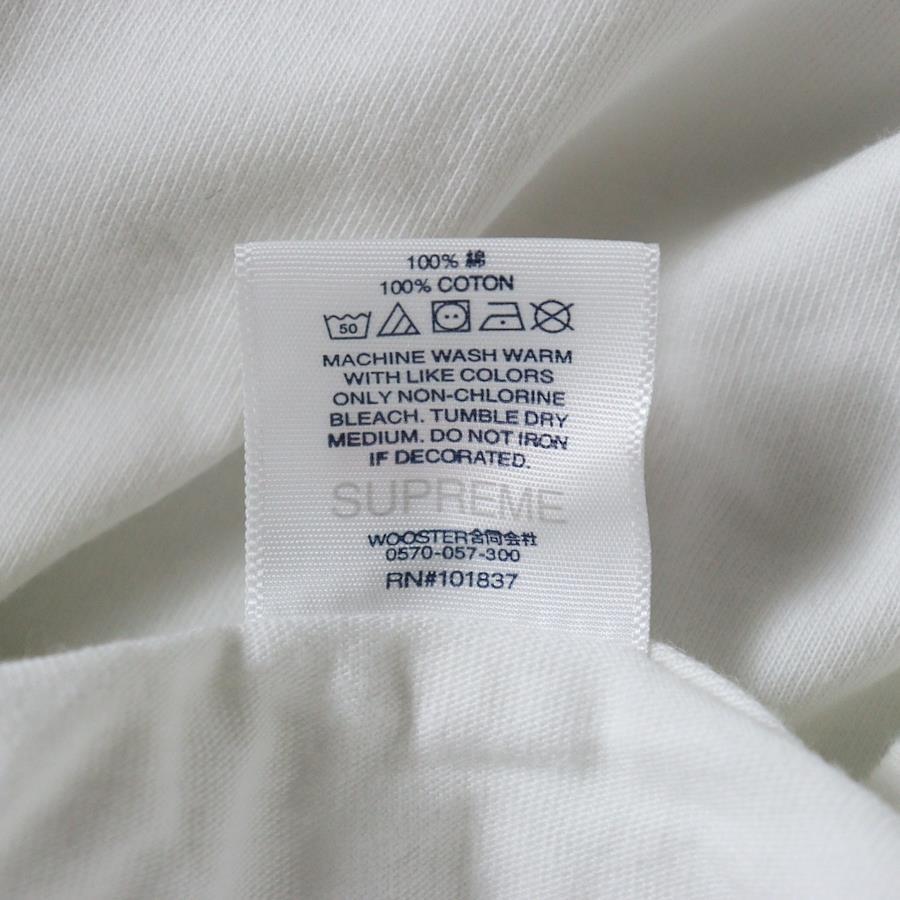 100% 綿
100% COTON
50
MACHINE WASH WARM
WITH LIKE COLORS
ONLY NON-CHLORINE
BLEACH. TUMBLE DRY
MEDIUM. DO NOT IRON
IF DECORATED.
SUPREME
WOOSTER合同会社
0570-057-300
RN#101837